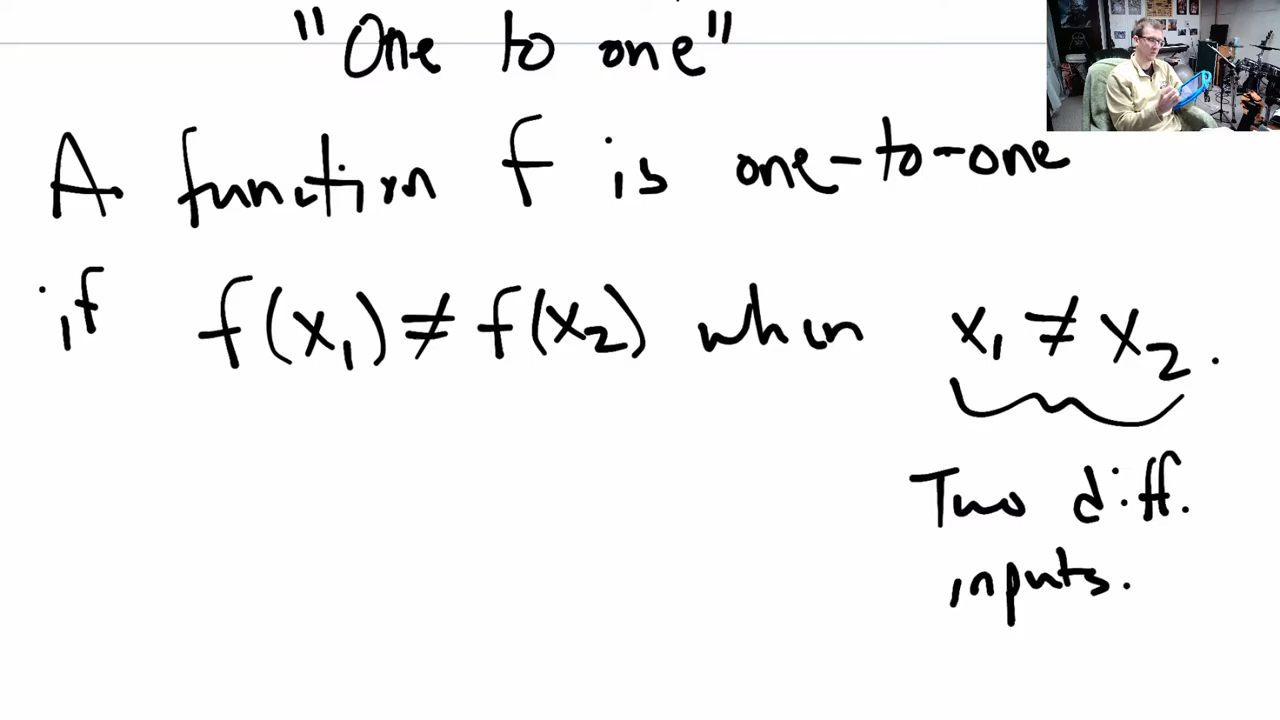 "One to one"
A function f is one-to-one
if f(x₁) ≠ f(x₂) when x₁ ≠ x₂.
Two diff.
inputs.